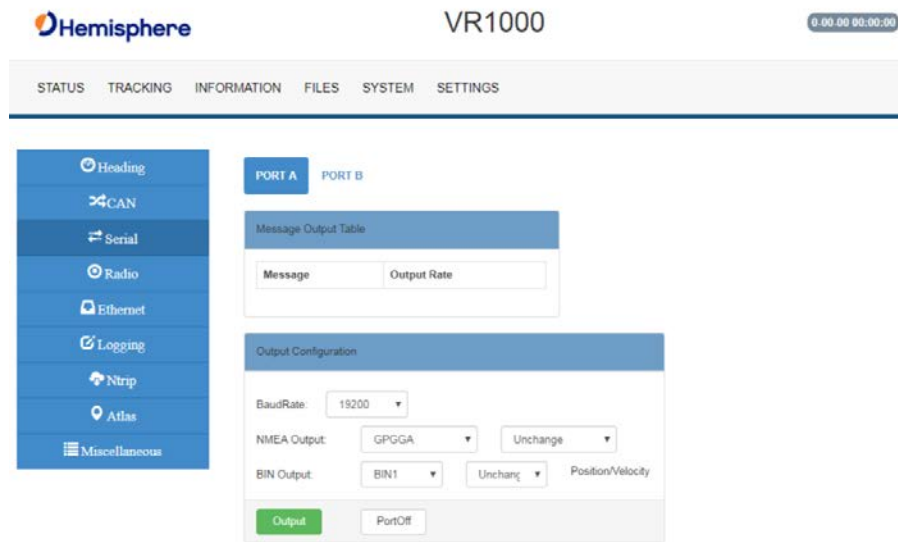 Hemisphere
VR1000
0-00-00 00:00:00
STATUS TRACKING INFORMATION FILES SYSTEM SETTINGS
Heading
CAN
Serial
Radio
Ethernet
Logging
Ntrip
Atlas
Miscellaneous
PORT A PORT B
Message Output Table
Message Output Rate
Output Configuration
BaudRate: 19200
NMEA Output: GPGGA Unchange
BIN Output: BIN1 Unchang Position/Velocity
Output PortOff